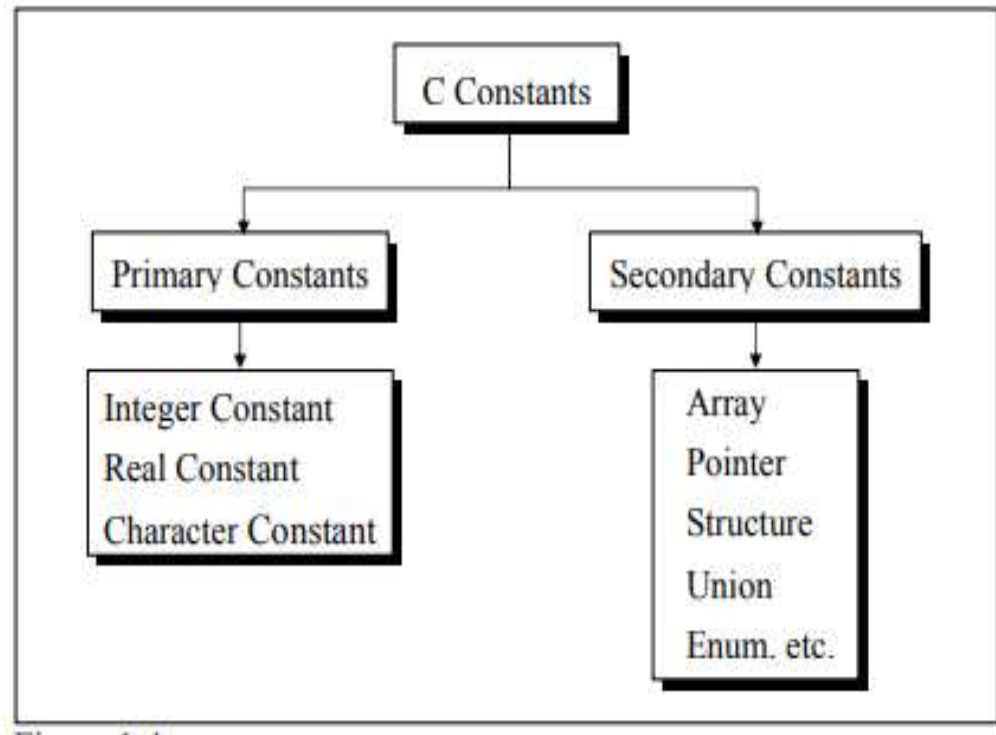 C Constants
Primary Constants
Secondary Constants
Integer Constant
Real Constant
Character Constant
Array
Pointer
Structure
Union
Enum. etc.